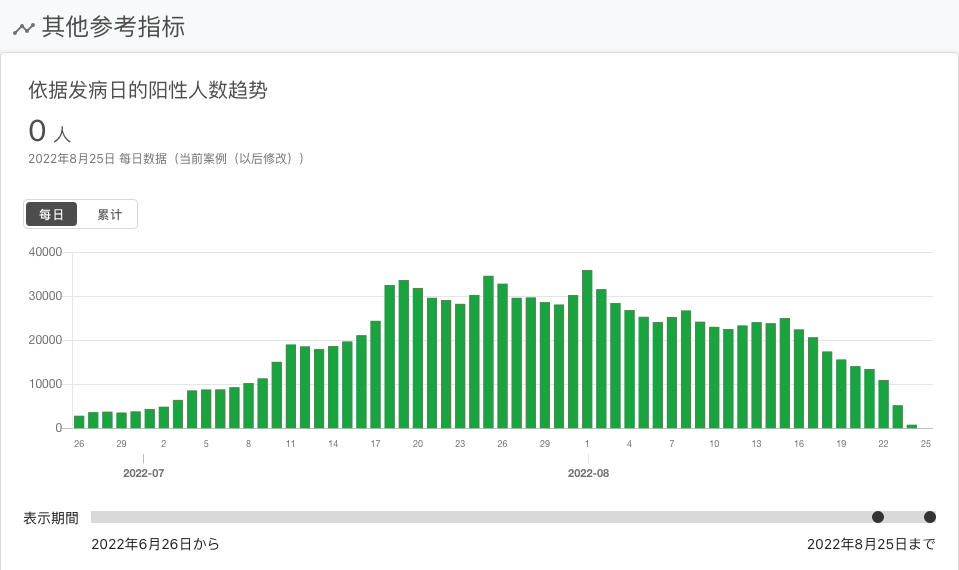 其他参考指标
依据发病日的阳性人数趋势
0 人
2022年8月25日 每日数据（当前案例（以后修改））
每日 累计
40000
30000
20000
10000
0
26 29 2 5 8 11 14 17 20 23 26 29 1 4 7 10 13 16 19 22 25
2022-07 2022-08
表示期間
2022年6月26日から 2022年8月25日まで